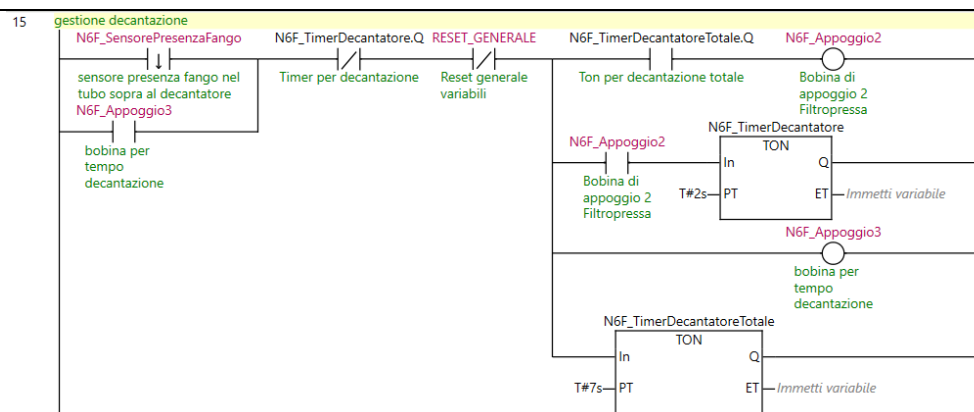 15 gestione decantazione
N6F_SensorePresenzaFango N6F_TimerDecantatore.Q RESET_GENERALE N6F_TimerDecantatoreTotale.Q N6F_Appoggio2
sensore presenza fango nel Timer per decantazione Reset generale Ton per decantazione totale Bobina di
tubo sopra al decantatore variabili appoggio 2
N6F_Appoggio3 Filtropressa
bobina per
tempo
decantazione
N6F_Appoggio2 N6F_TimerDecantatore
TON
In Q
Bobina di
appoggio 2 T#2s PT ET Immetti variabile
Filtropressa
N6F_Appoggio3
bobina per
tempo
decantazione
N6F_TimerDecantatoreTotale
TON
In Q
T#7s PT ET Immetti variabile